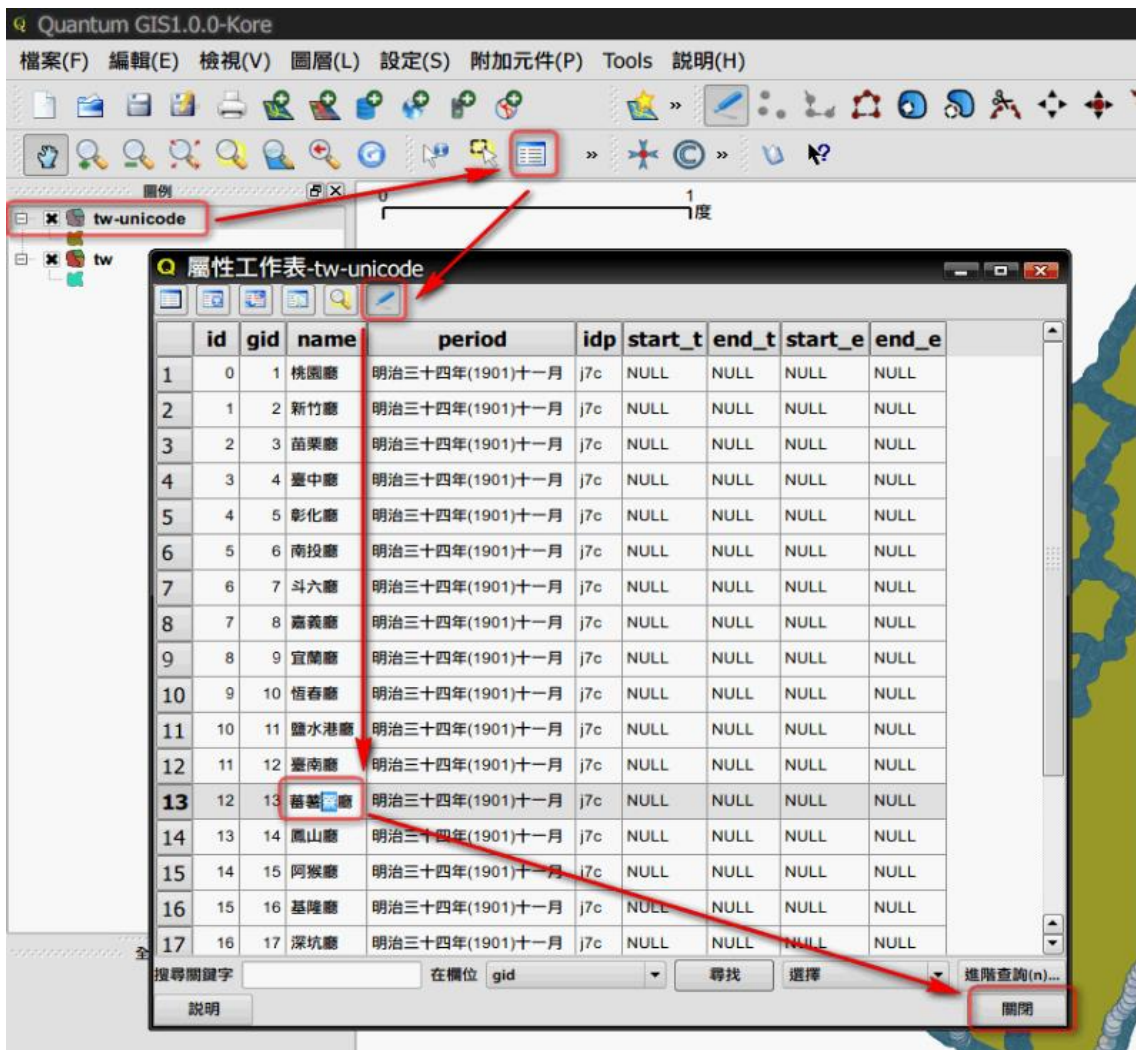 Quantum GIS1.0.0-Kore
檔案(F) 編輯(E) 檢視(V) 圖層(L) 設定(S) 附加元件(P) Tools 說明(H)
圖例
0 1
度
tw-unicode
tw
屬性工作表-tw-unicode
id gid name period idp start_t end_t start_e end_e
1 0 1 桃園廳 明治三十四年(1901)十一月 j7c NULL NULL NULL NULL
2 1 2 新竹廳 明治三十四年(1901)十一月 j7c NULL NULL NULL NULL
3 2 3 苗栗廳 明治三十四年(1901)十一月 j7c NULL NULL NULL NULL
4 3 4 臺中廳 明治三十四年(1901)十一月 j7c NULL NULL NULL NULL
5 4 5 彰化廳 明治三十四年(1901)十一月 j7c NULL NULL NULL NULL
6 5 6 南投廳 明治三十四年(1901)十一月 j7c NULL NULL NULL NULL
7 6 7 斗六廳 明治三十四年(1901)十一月 j7c NULL NULL NULL NULL
8 7 8 嘉義廳 明治三十四年(1901)十一月 j7c NULL NULL NULL NULL
9 8 9 宜蘭廳 明治三十四年(1901)十一月 j7c NULL NULL NULL NULL
10 9 10 恆春廳 明治三十四年(1901)十一月 j7c NULL NULL NULL NULL
11 10 11 鹽水港廳 明治三十四年(1901)十一月 j7c NULL NULL NULL NULL
12 11 12 臺南廳 明治三十四年(1901)十一月 j7c NULL NULL NULL NULL
13 12 13 蕃薯廳 明治三十四年(1901)十一月 j7c NULL NULL NULL NULL
14 13 14 鳳山廳 明治三十四年(1901)十一月 j7c NULL NULL NULL NULL
15 14 15 阿猴廳 明治三十四年(1901)十一月 j7c NULL NULL NULL NULL
16 15 16 基隆廳 明治三十四年(1901)十一月 j7c NULL NULL NULL NULL
17 16 17 深坑廳 明治三十四年(1901)十一月 j7c NULL NULL NULL NULL
全
搜尋關鍵字 在欄位 gid 尋找 選擇 進階查詢(n)...
說明 關閉